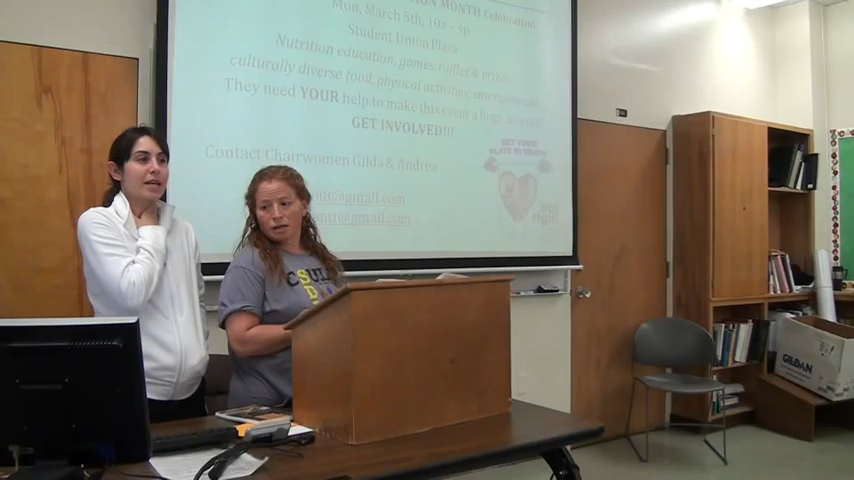 MONTH Celebration
Mon, March 5th, 10a – 4p
Student Union Plaza
Nutrition education, games, raffles & prizes
culturally diverse food, physical activities, entertainment
They need YOUR help to make this event a huge success
GET INVOLVED!!!
Contact Chairwomen Gilda & Andrea
@gmail.com
@gmail.com
GET YOUR
PLATE IN SHAPE
CSUL
GILDAN